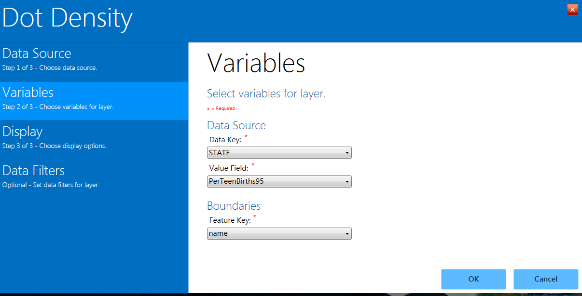 Dot Density
Data Source
Step 1 of 3 - Choose data source.
Variables
Step 2 of 3 - Choose variables for layer.
Display
Step 3 of 3 - Choose display options.
Data Filters
Optional - Set data filters for layer.
Variables
Select variables for layer.
* = Required
Data Source
Data Key: *
STATE
Value Field: *
PerTeenBirths95
Boundaries
Feature Key: *
name
OK
Cancel